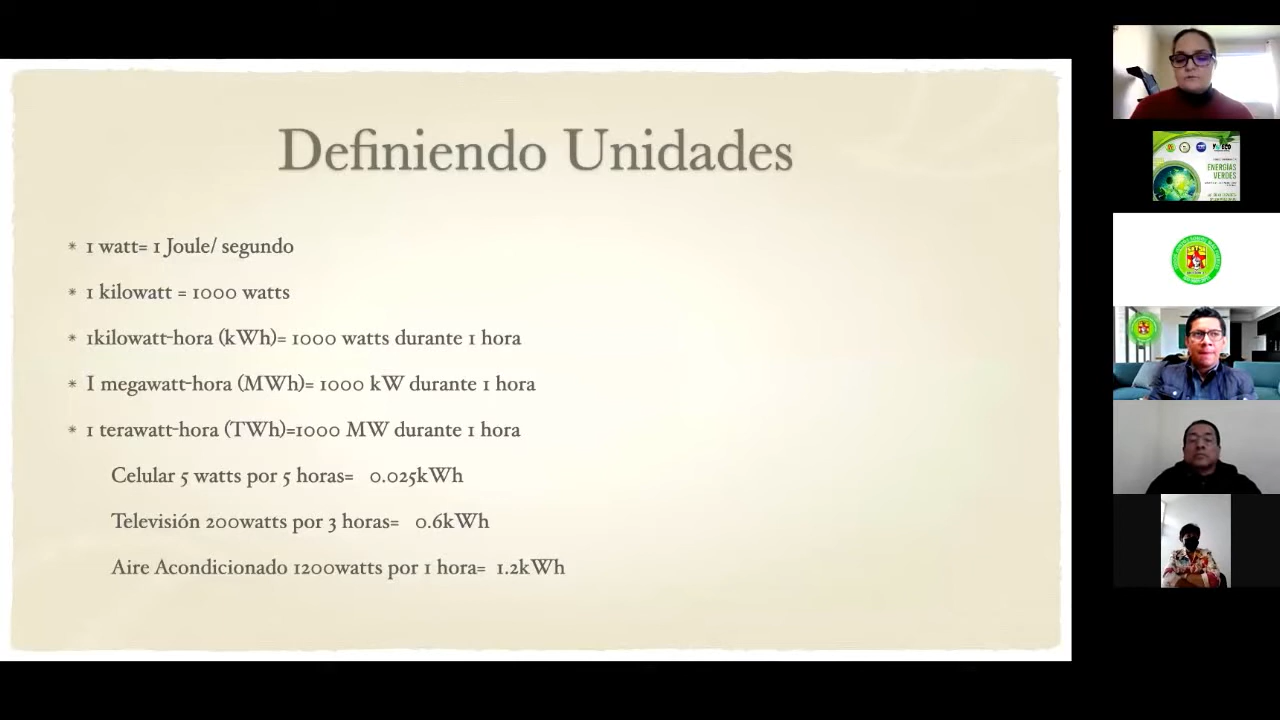 Definiendo Unidades
* 1 watt= 1 Joule/ segundo
* 1 kilowatt = 1000 watts
* 1kilowatt-hora (kWh)= 1000 watts durante 1 hora
* I megawatt-hora (MWh)= 1000 kW durante 1 hora
* 1 terawatt-hora (TWh)=1000 MW durante 1 hora
Celular 5 watts por 5 horas= 0.025kWh
Televisión 200watts por 3 horas= 0.6kWh
Aire Acondicionado 1200watts por 1 hora= 1.2kWh
ENERGÍAS
VERDES